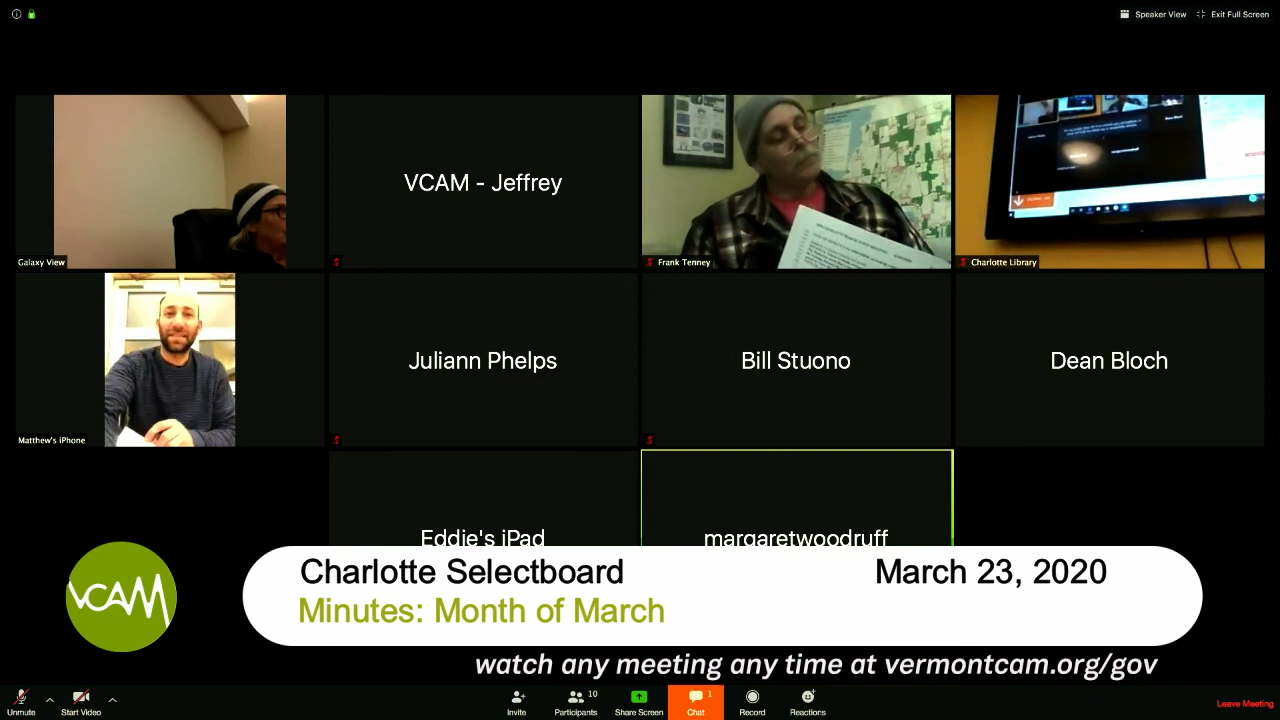 Speaker View
Exit Full Screen
VCAM - Jeffrey
Galaxy View
Frank Tenney
Charlotte Library
Juliann Phelps
Bill Stuono
Dean Bloch
Matthew's iPhone
Eddie's iPad
margaretwoodruff
VCAM
Charlotte Selectboard
March 23, 2020
Minutes: Month of March
watch any meeting any time at vermontcam.org/gov
Unmute
Start Video
Invite
Participants
10
Share Screen
Chat
1
Record
Reactions
Leave Meeting